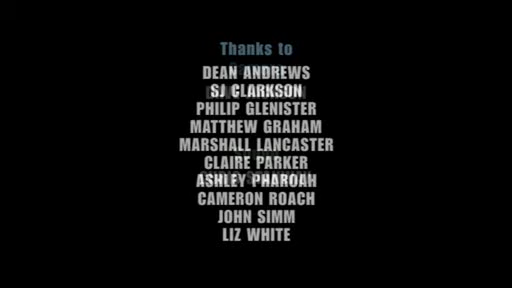 Thanks to
DEAN ANDREWS
SJ CLARKSON
PHILIP GLENISTER
MATTHEW GRAHAM
MARSHALL LANCASTER
CLAIRE PARKER
ASHLEY PHAROAH
CAMERON ROACH
JOHN SIMM
LIZ WHITE